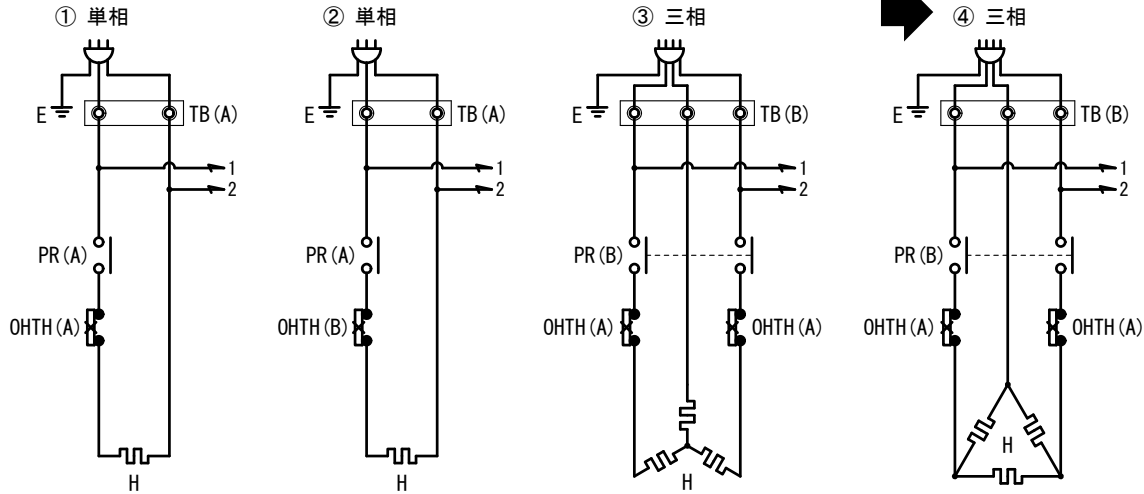 ① 単相 ② 単相 ③ 三相 ④ 三相
E TB(A) E TB(A) E TB(B) E TB(B)
1 1 1 1
2 2 2 2
PR(A) PR(A) PR(B) PR(B)
OHTH(A) OHTH(B) OHTH(A) OHTH(A) OHTH(A) OHTH(A)
H H H H